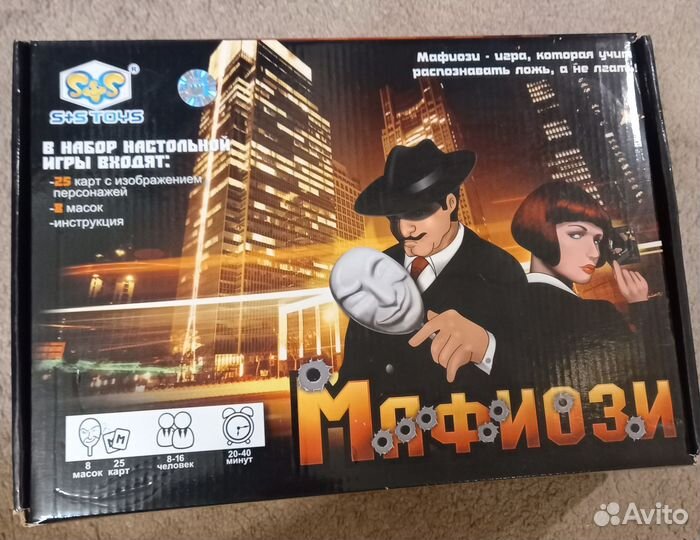 S+S
®
S+S TOYS
Мафиози - игра, которая учит
распознавать ложь, а не лгать!
В НАБОР НАСТОЛЬНОЙ
ИГРЫ ВХОДЯТ:
-25 карт с изображением
персонажей
-8 масок
-инструкция
МАФИОЗИ
8
масок
25
карт
8-16
человек
20-40
минут
Avito